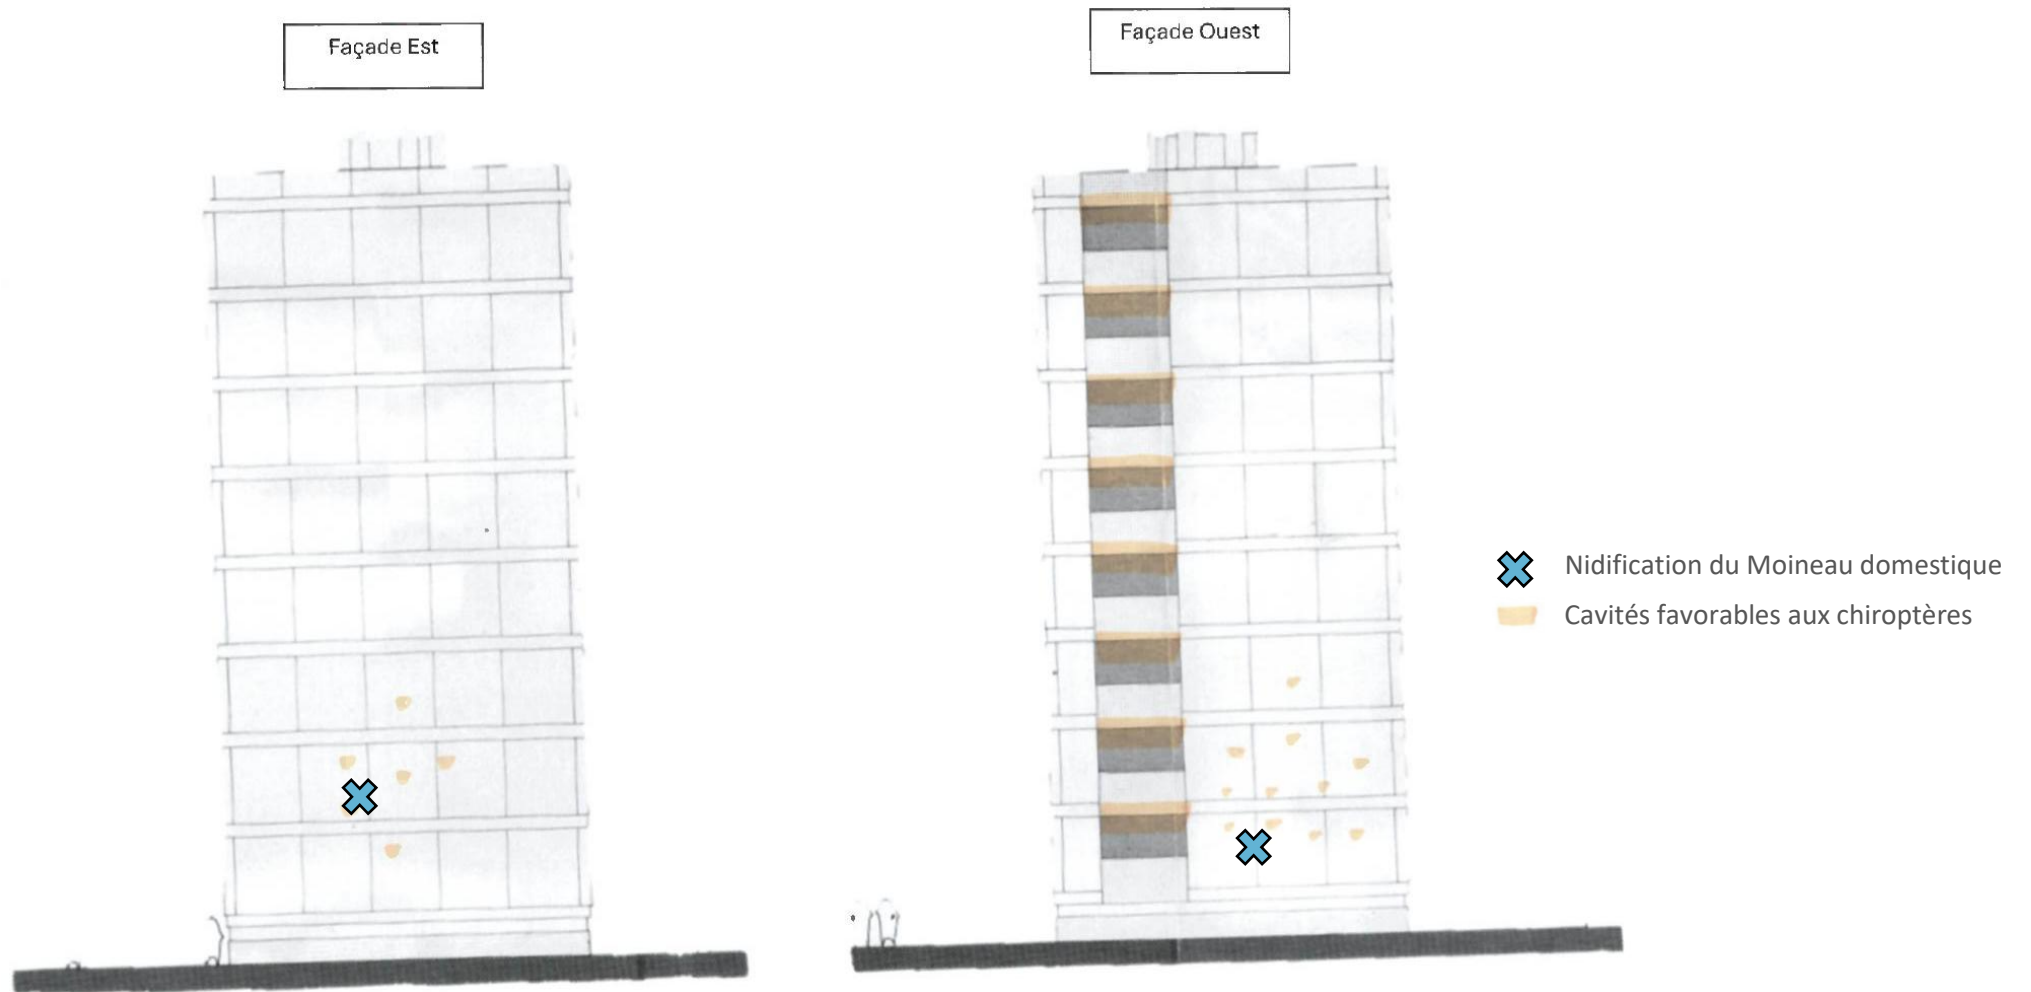 Façade Est
Façade Ouest
Nidification du Moineau domestique
Cavités favorables aux chiroptères